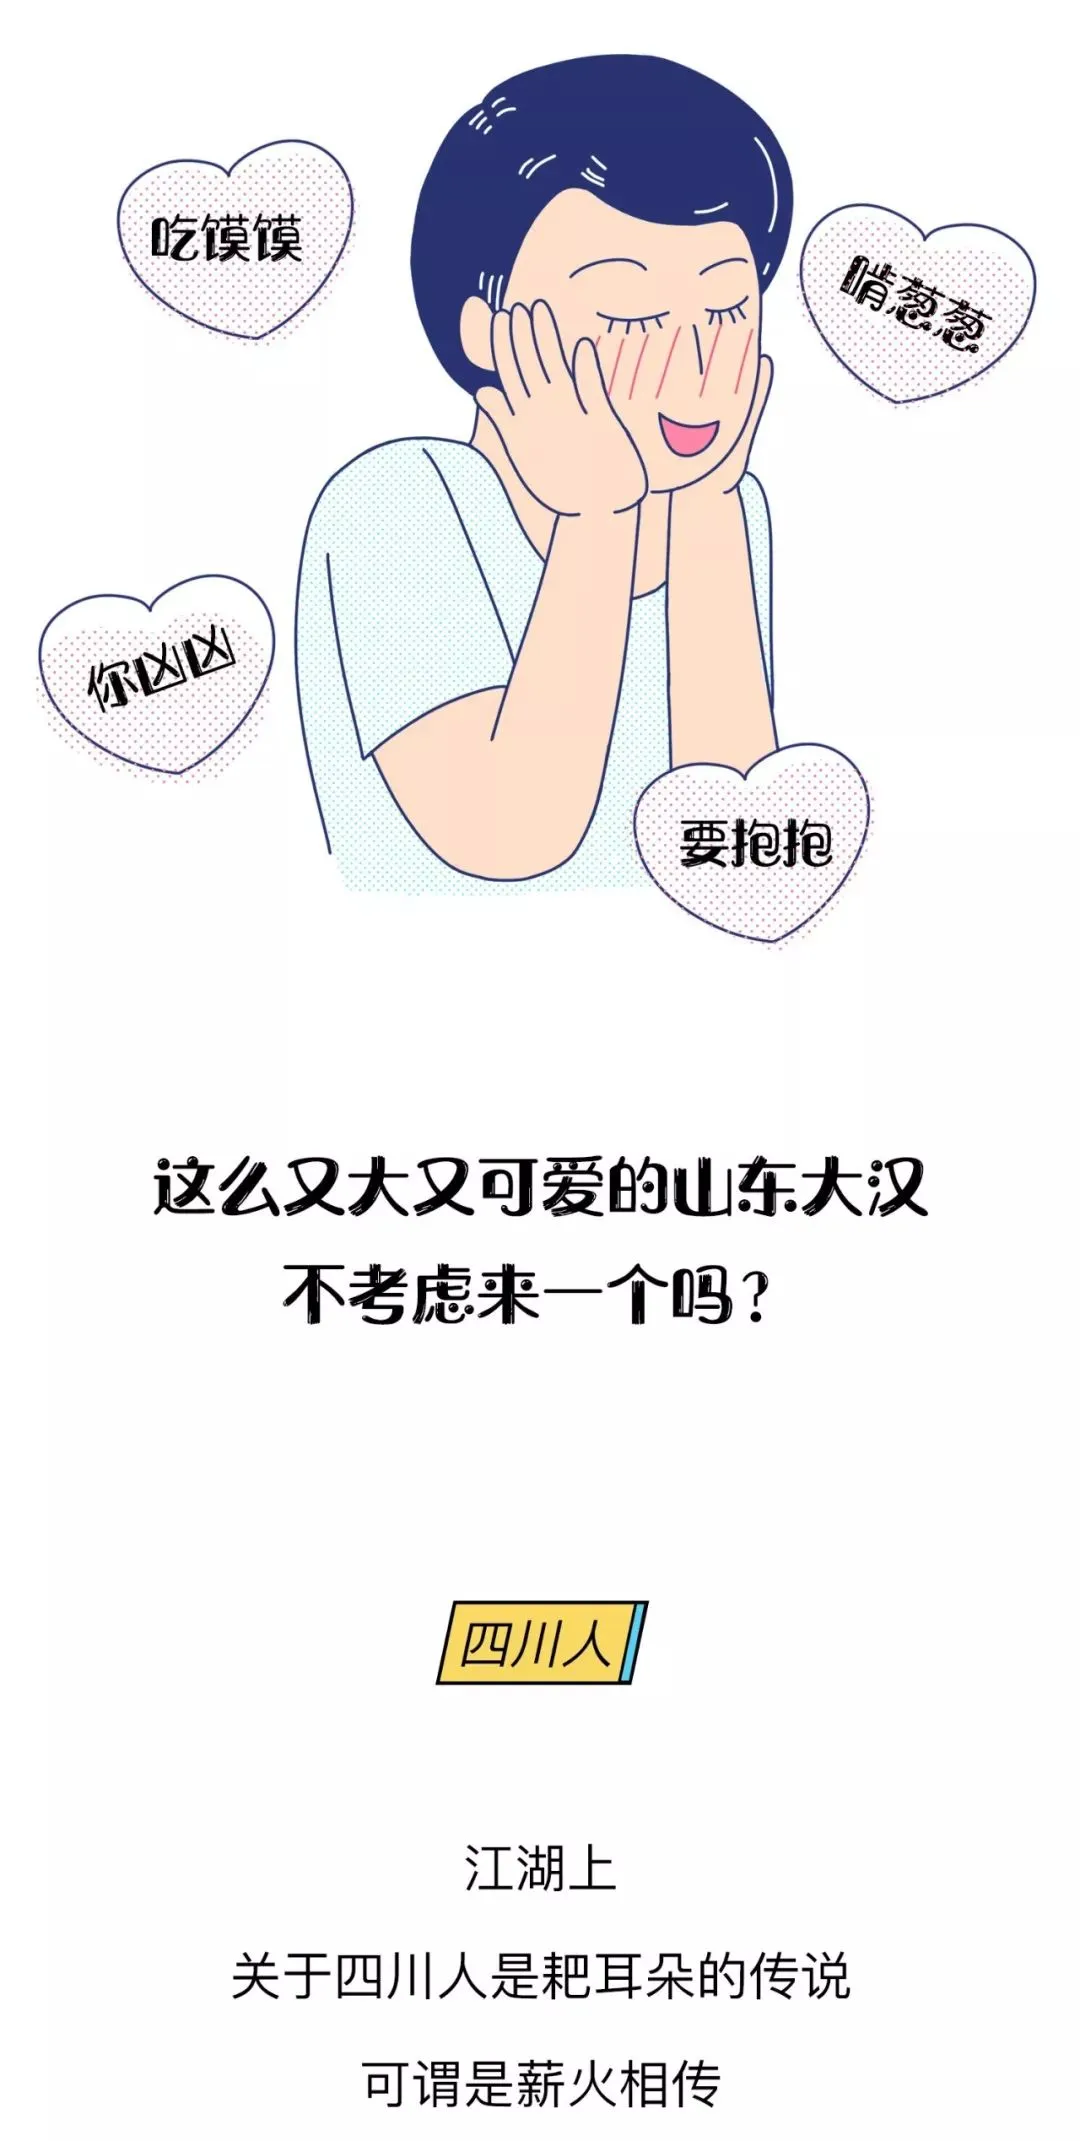 吃馍馍
啃葱葱
你凶凶
要抱抱
这么又大又可爱的山东大汉
不考虑来一个吗？
四川人
江湖上
关于四川人是耙耳朵的传说
可谓是薪火相传